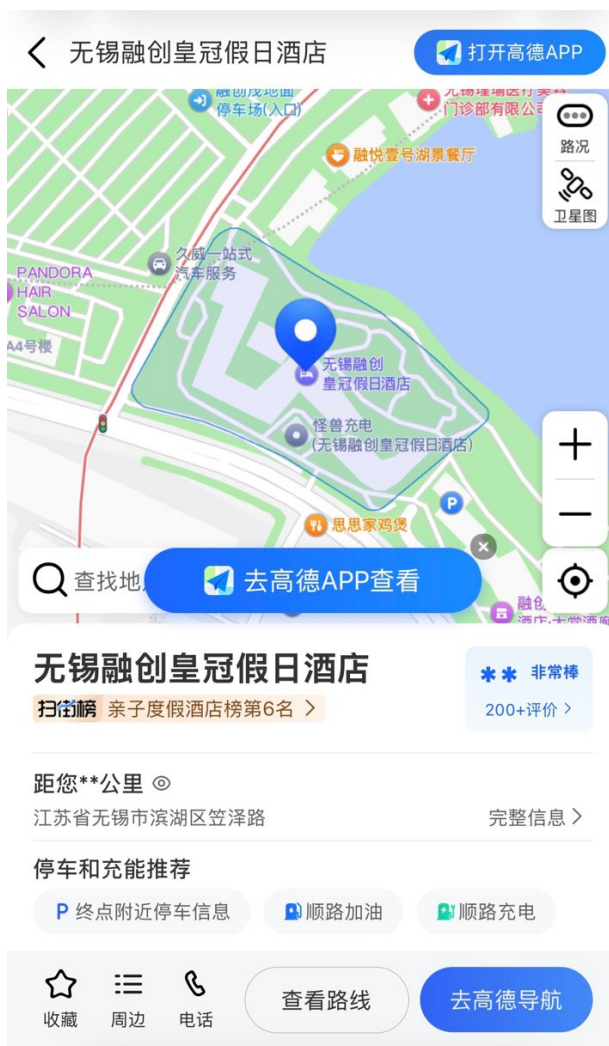 无锡融创皇冠假日酒店
打开高德APP
融创茂地面
停车场(入口)
门诊部有限公司
路况
融悦壹号湖景餐厅
卫星图
久威一站式
汽车服务
PANDORA
HAIR
SALON
A4号楼
无锡融创
皇冠假日酒店
怪兽充电
(无锡融创皇冠假日酒店)
P
思思家鸡煲
查找地
去高德APP查看
融创
无锡融创皇冠假日酒店
** 非常棒
扫街榜 亲子度假酒店榜第6名
200+评价
距您**公里
江苏省无锡市滨湖区笠泽路
完整信息
停车和充能推荐
P 终点附近停车信息
顺路加油
顺路充电
收藏
周边
电话
查看路线
去高德导航